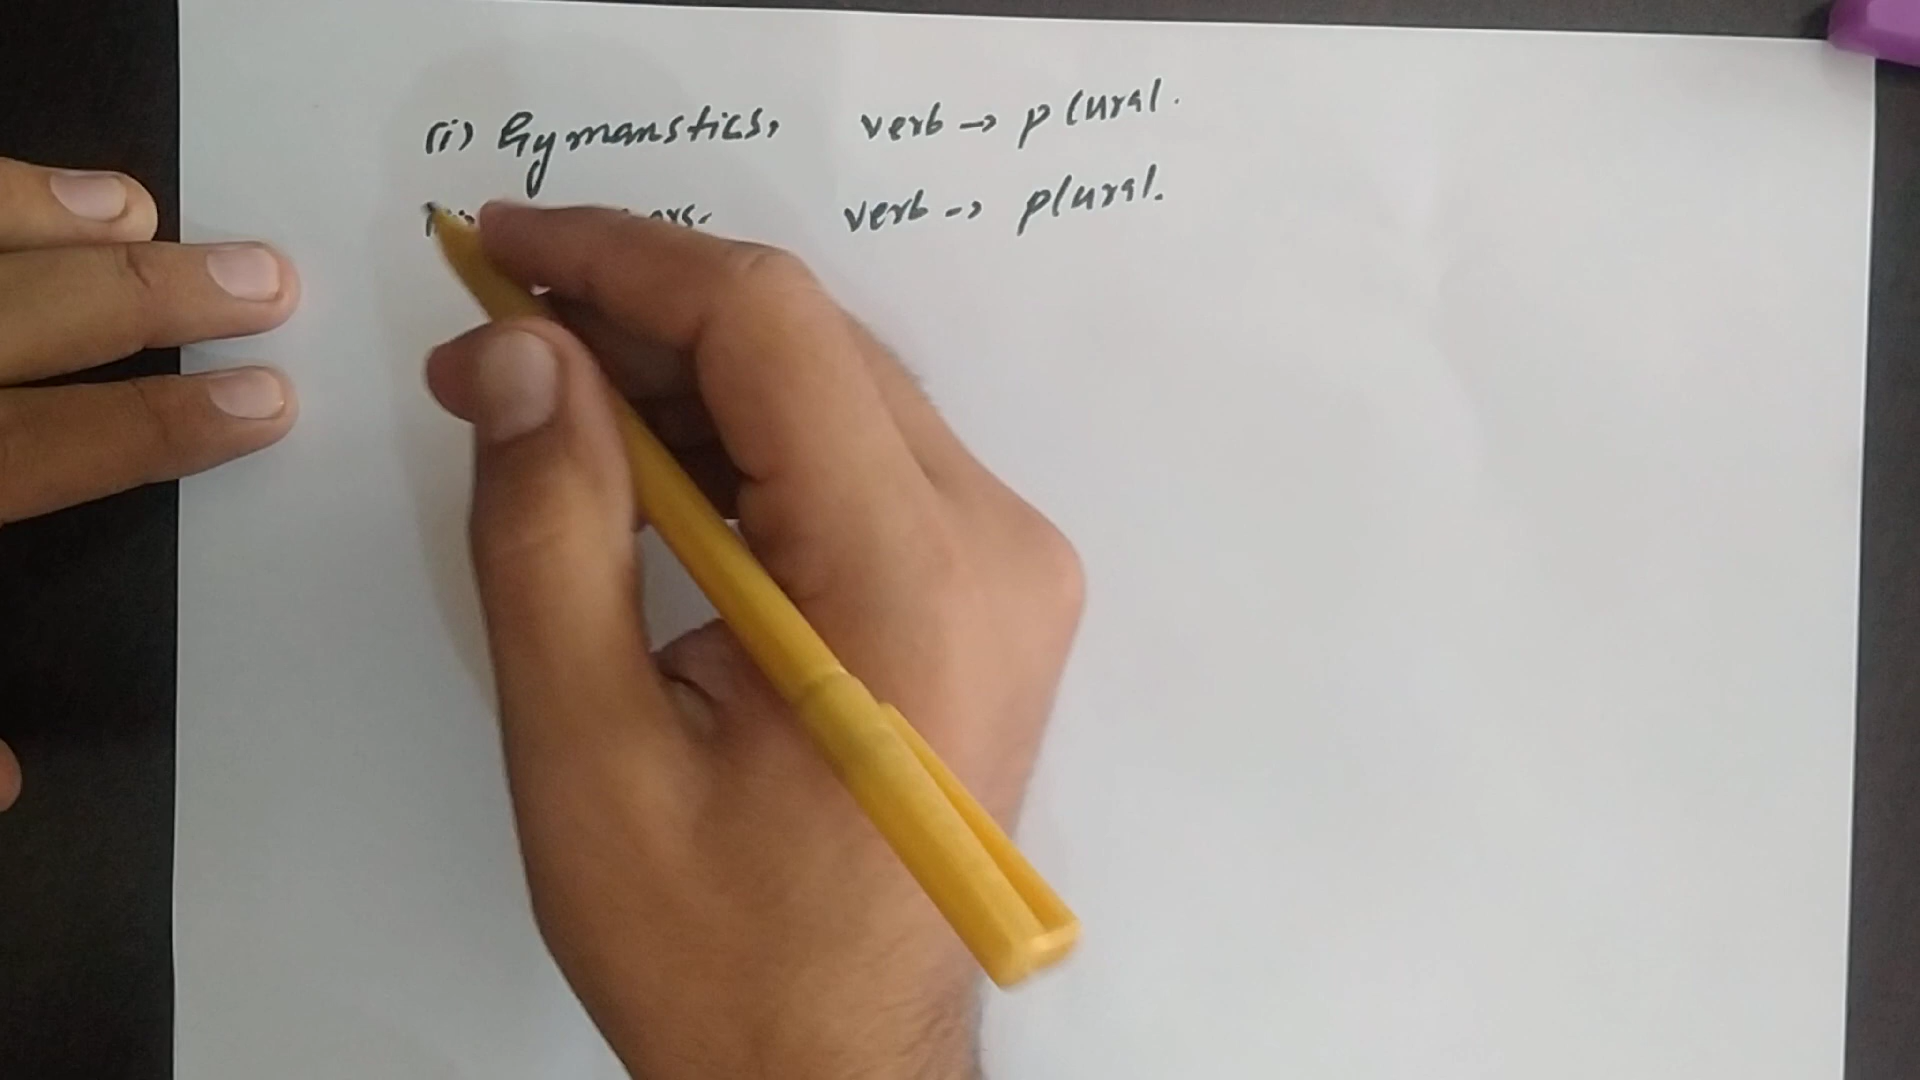 (i) Gymanstics, verb → plural.
verb → plural.